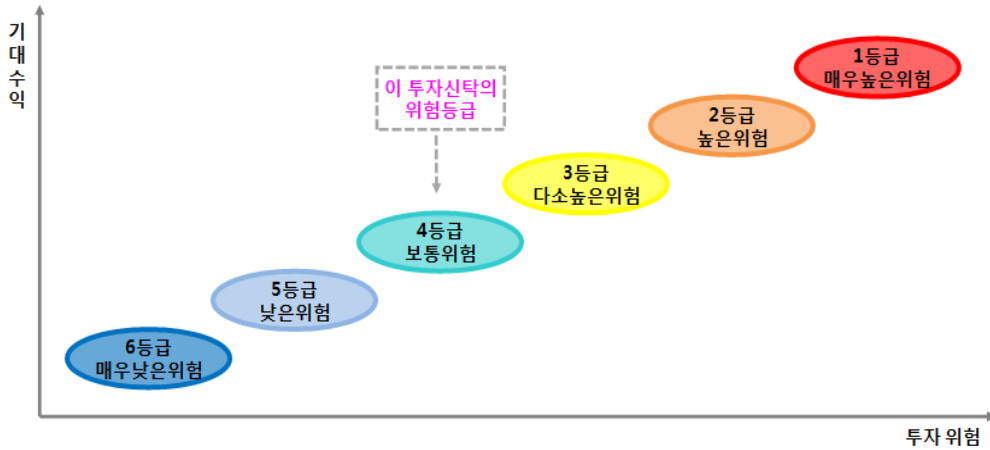 기
대
수
익
1등급
매우높은위험
이 투자신탁의
위험등급
2등급
높은위험
3등급
다소높은위험
4등급
보통위험
5등급
낮은위험
6등급
매우낮은위험
투자 위험